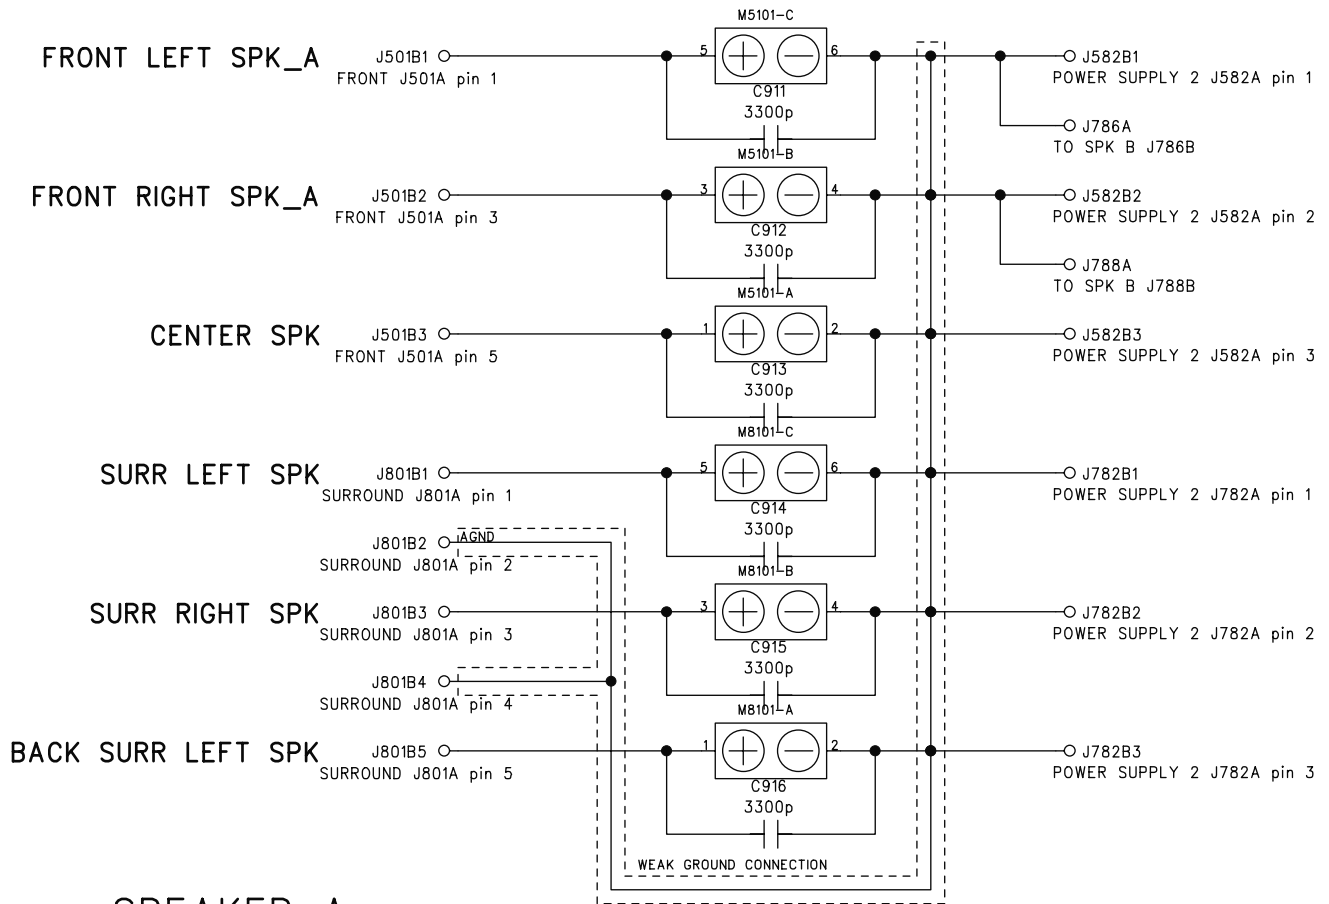 M5101-C
FRONT LEFT SPK_A J501B1 5 6 J582B1
FRONT J501A pin 1 POWER SUPPLY 2 J582A pin 1
C911
3300p
J786A
TO SPK B J786B
M5101-B
FRONT RIGHT SPK_A J501B2 3 4 J582B2
FRONT J501A pin 3 POWER SUPPLY 2 J582A pin 2
C912
3300p
J788A
TO SPK B J788B
M5101-A
CENTER SPK J501B3 1 2 J582B3
FRONT J501A pin 5 POWER SUPPLY 2 J582A pin 3
C913
3300p
M8101-C
SURR LEFT SPK J801B1 5 6 J782B1
SURROUND J801A pin 1 POWER SUPPLY 2 J782A pin 1
C914
3300p
AGND
J801B2
SURROUND J801A pin 2
M8101-B
SURR RIGHT SPK J801B3 3 4 J782B2
SURROUND J801A pin 3 POWER SUPPLY 2 J782A pin 2
C915
3300p
J801B4
SURROUND J801A pin 4
M8101-A
BACK SURR LEFT SPK J801B5 1 2 J782B3
SURROUND J801A pin 5 POWER SUPPLY 2 J782A pin 3
C916
3300p
WEAK GROUND CONNECTION
SPEAKER A